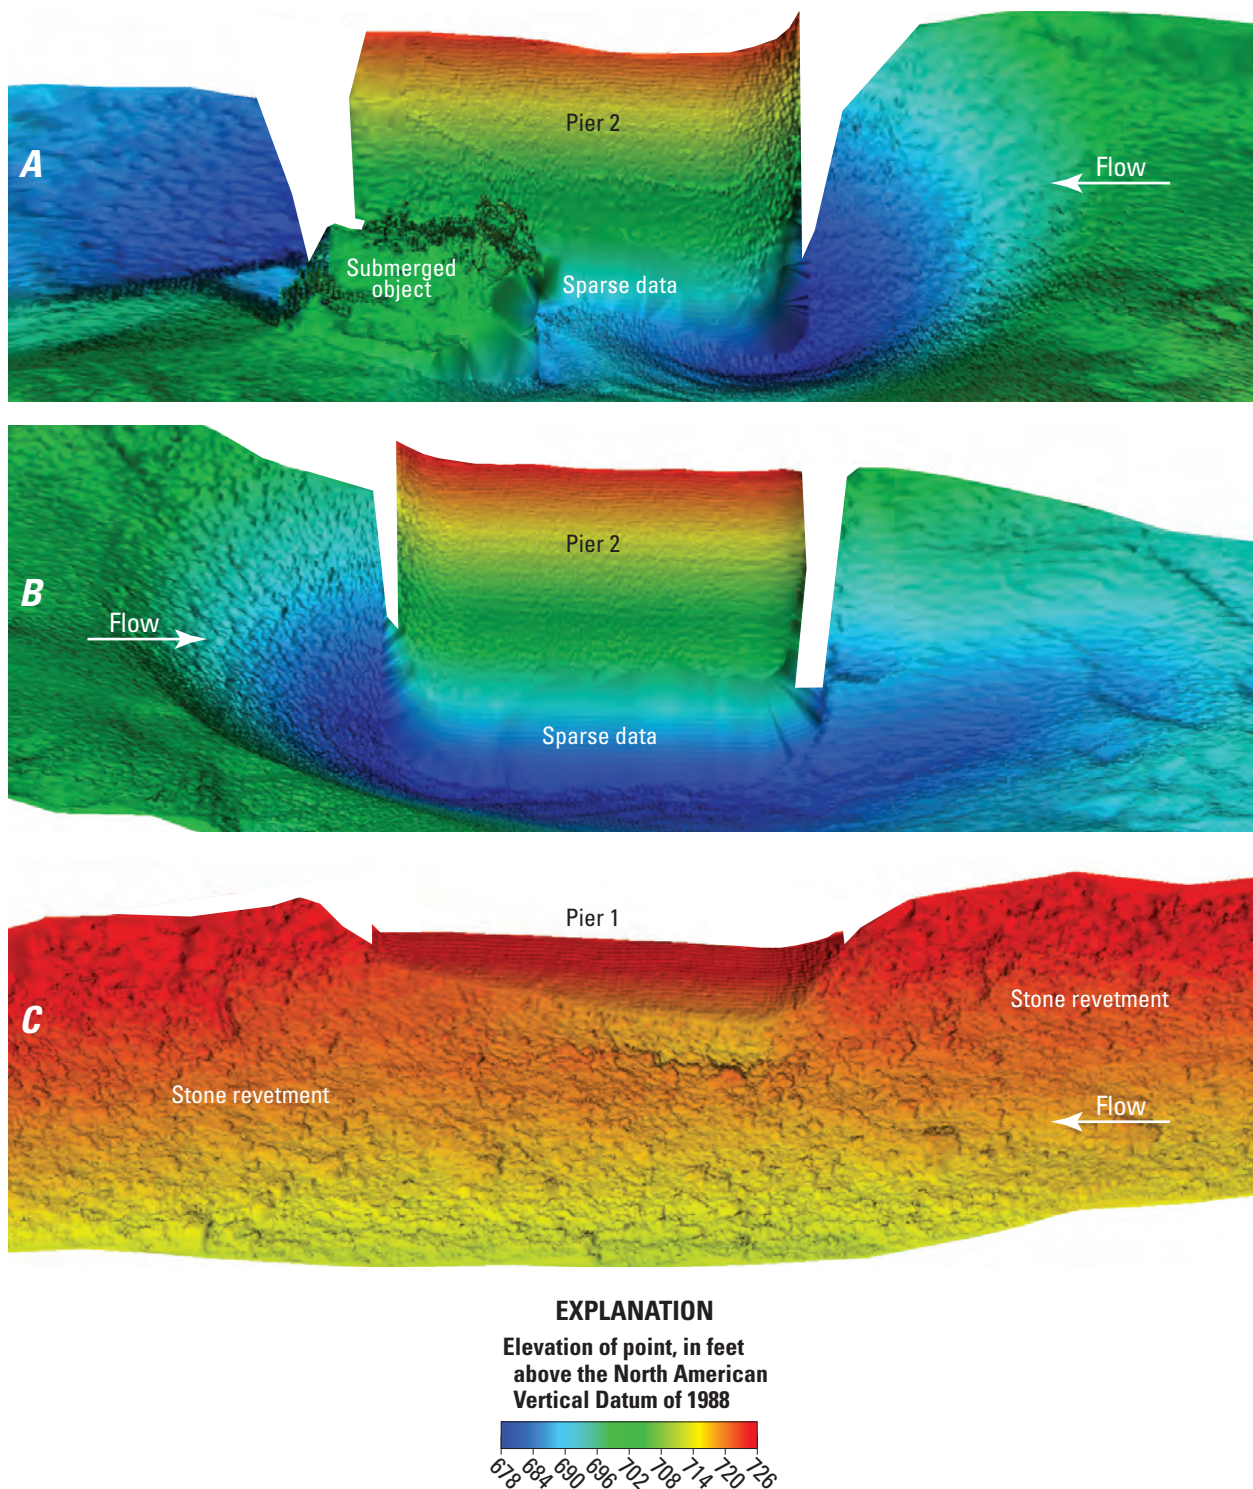 A
Pier 2
Flow
Submerged
object
Sparse data
B
Pier 2
Flow
Sparse data
C
Pier 1
Stone revetment
Stone revetment
Flow
EXPLANATION
Elevation of point, in feet
above the North American
Vertical Datum of 1988
678 684 690 696 702 708 714 720 726